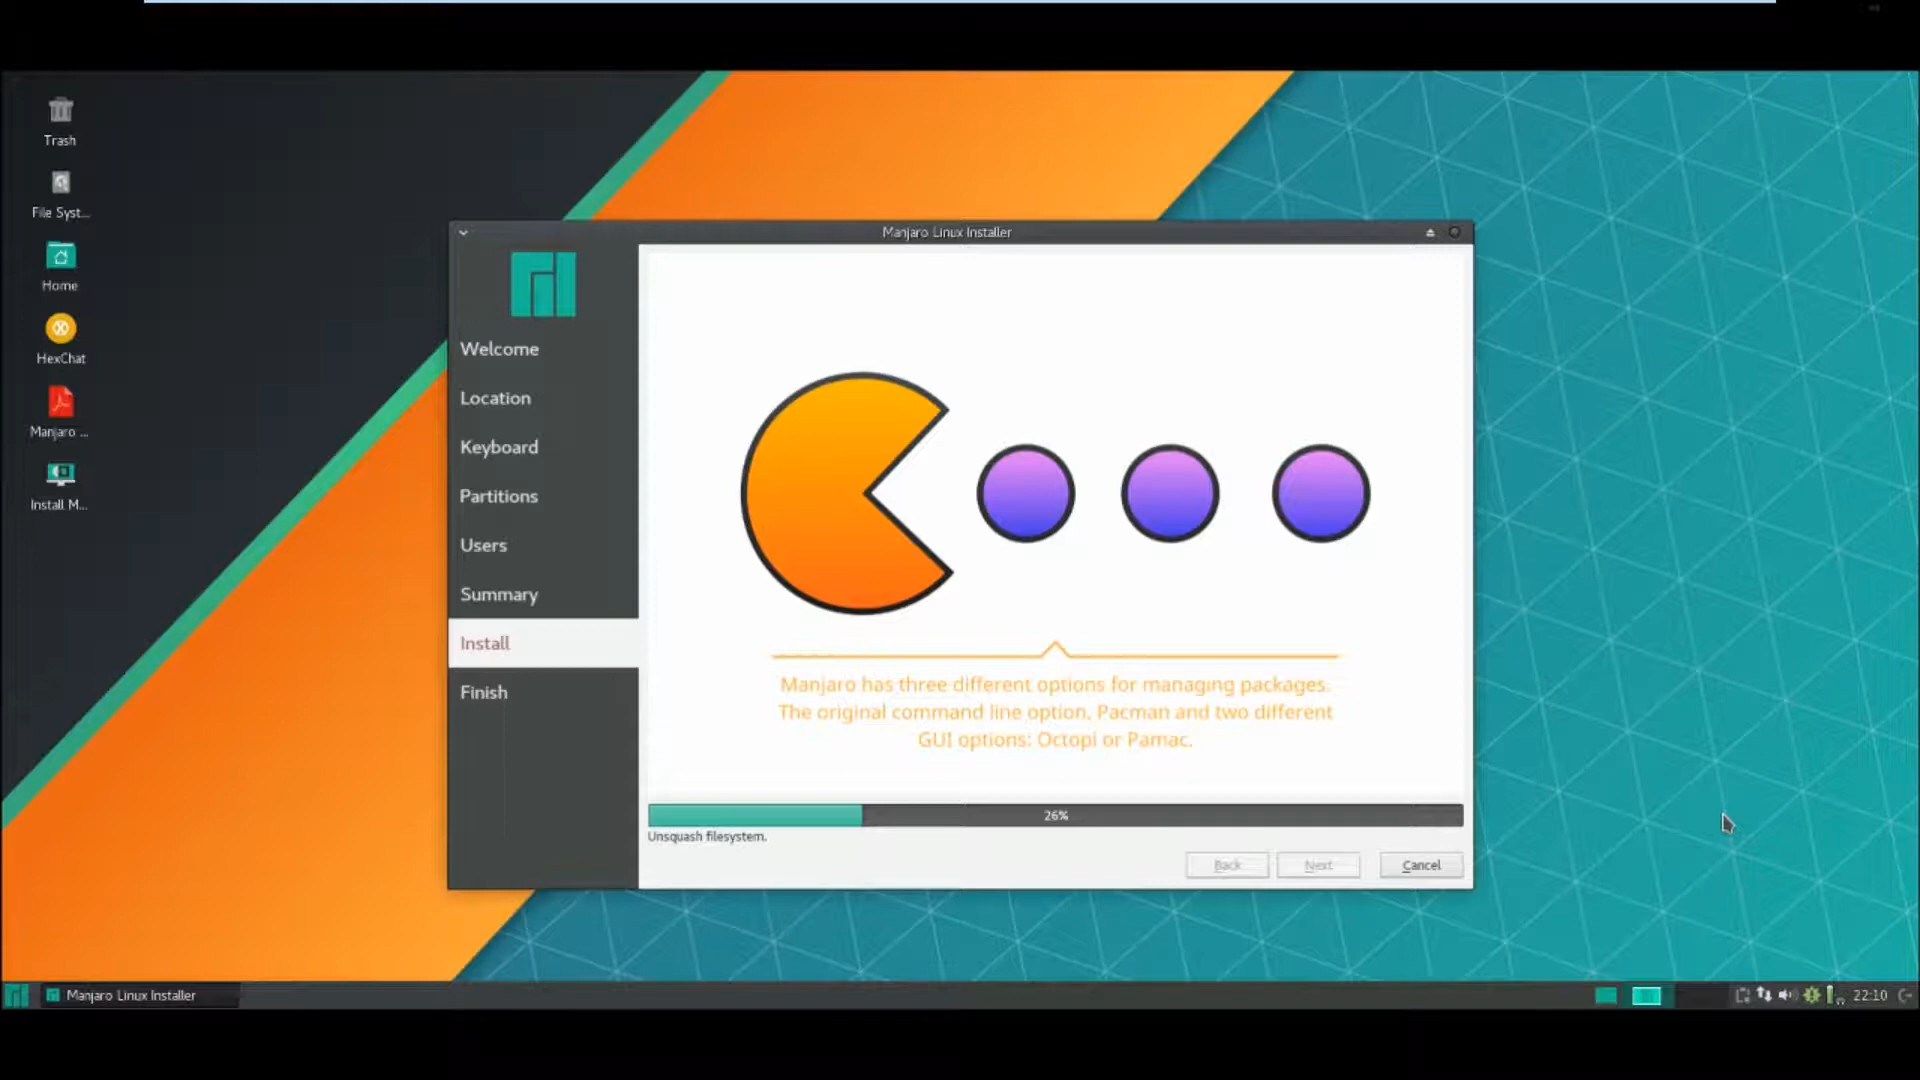 Trash
File Syst...
Home
HexChat
Manjaro ...
Install M...
Manjaro Linux Installer
Welcome
Location
Keyboard
Partitions
Users
Summary
Install
Finish
Manjaro has three different options for managing packages.
The original command line option, Pacman and two different
GUI options: Octopi or Pamac.
26%
Unsquash filesystem.
Back
Next
Cancel
Manjaro Linux Installer
22:10